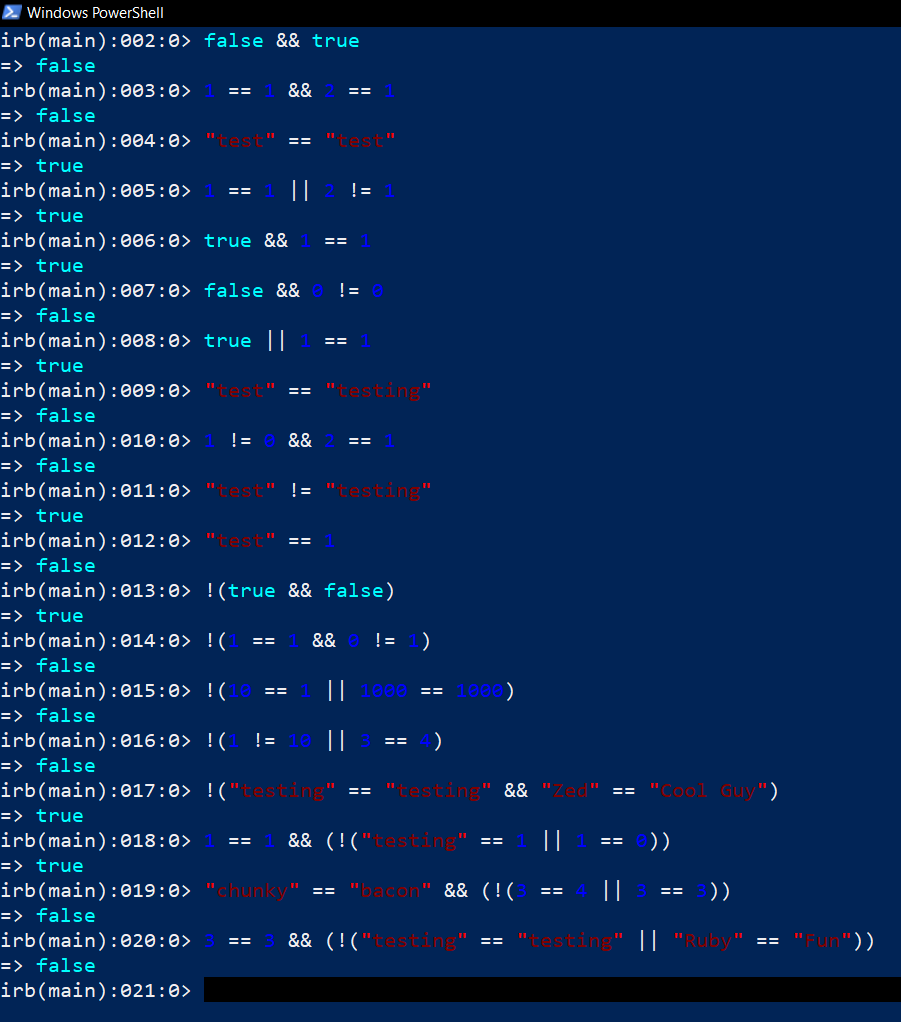 Windows PowerShell
irb(main):002:0> false && true
=> false
irb(main):003:0> 1 == 1 && 2 == 1
=> false
irb(main):004:0> "test" == "test"
=> true
irb(main):005:0> 1 == 1 || 2 != 1
=> true
irb(main):006:0> true && 1 == 1
=> true
irb(main):007:0> false && 0 != 0
=> false
irb(main):008:0> true || 1 == 1
=> true
irb(main):009:0> "test" == "testing"
=> false
irb(main):010:0> 1 != 0 && 2 == 1
=> false
irb(main):011:0> "test" != "testing"
=> true
irb(main):012:0> "test" == 1
=> false
irb(main):013:0> !(true && false)
=> true
irb(main):014:0> !(1 == 1 && 0 != 1)
=> false
irb(main):015:0> !(10 == 1 || 1000 == 1000)
=> false
irb(main):016:0> !(1 != 10 || 3 == 4)
=> false
irb(main):017:0> !("testing" == "testing" && "Zed" == "Cool Guy")
=> true
irb(main):018:0> 1 == 1 && (!("testing" == 1 || 1 == 0))
=> true
irb(main):019:0> "chunky" == "bacon" && (!(3 == 4 || 3 == 3))
=> false
irb(main):020:0> 3 == 3 && (!("testing" == "testing" || "Ruby" == "Fun"))
=> false
irb(main):021:0>